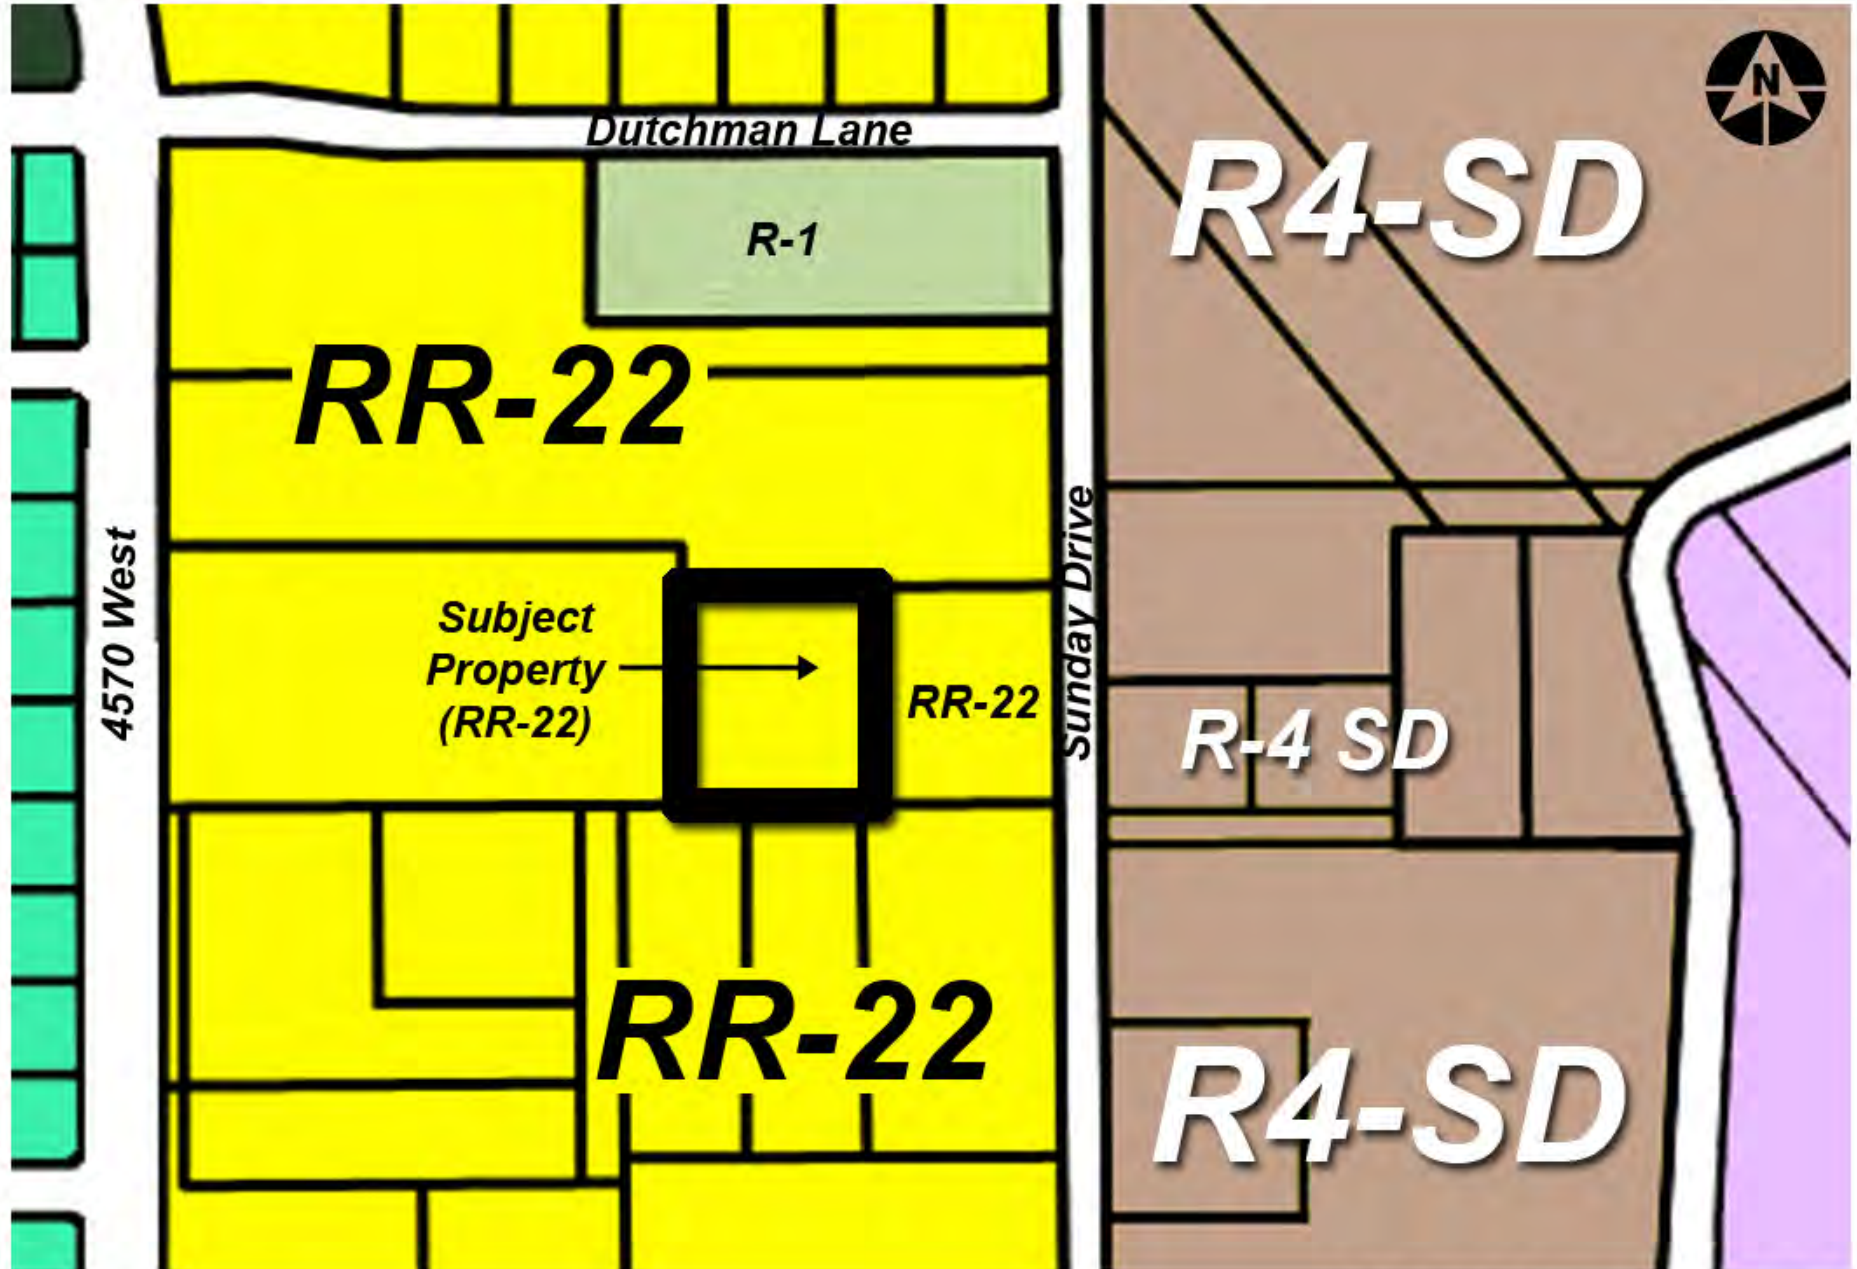 N
Dutchman Lane
R4-SD
R-1
RR-22
4570 West
Sunday Drive
Subject
Property
(RR-22)
RR-22
R-4 SD
RR-22
R4-SD